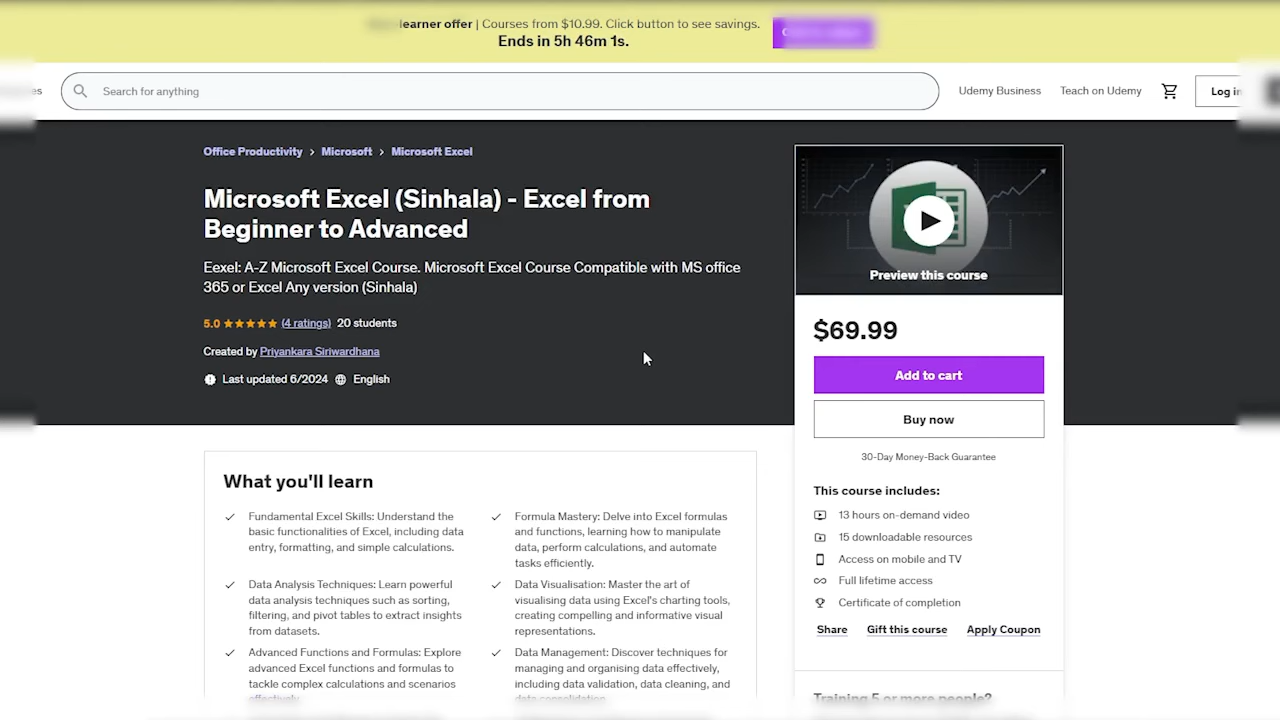 learner offer | Courses from $10.99. Click button to see savings.
Ends in 5h 46m 1s.
Search for anything
Udemy Business
Teach on Udemy
Log in
Office Productivity > Microsoft > Microsoft Excel
Microsoft Excel (Sinhala) - Excel from
Beginner to Advanced
Eexel: A-Z Microsoft Excel Course. Microsoft Excel Course Compatible with MS office
365 or Excel Any version (Sinhala)
5.0 (4 ratings) 20 students
Created by Priyankara Siriwardhana
Last updated 6/2024 English
Preview this course
$69.99
Add to cart
Buy now
30-Day Money-Back Guarantee
This course includes:
13 hours on-demand video
15 downloadable resources
Access on mobile and TV
Full lifetime access
Certificate of completion
Share Gift this course Apply Coupon
Training 5 or more people?
What you'll learn
Fundamental Excel Skills: Understand the
basic functionalities of Excel, including data
entry, formatting, and simple calculations.
Formula Mastery: Delve into Excel formulas
and functions, learning how to manipulate
data, perform calculations, and automate
tasks efficiently.
Data Analysis Techniques: Learn powerful
data analysis techniques such as sorting,
filtering, and pivot tables to extract insights
from datasets.
Data Visualisation: Master the art of
visualising data using Excel's charting tools,
creating compelling and informative visual
representations.
Advanced Functions and Formulas: Explore
advanced Excel functions and formulas to
tackle complex calculations and scenarios
effectively.
Data Management: Discover techniques for
managing and organising data effectively,
including data validation, data cleaning, and
data consolidation.